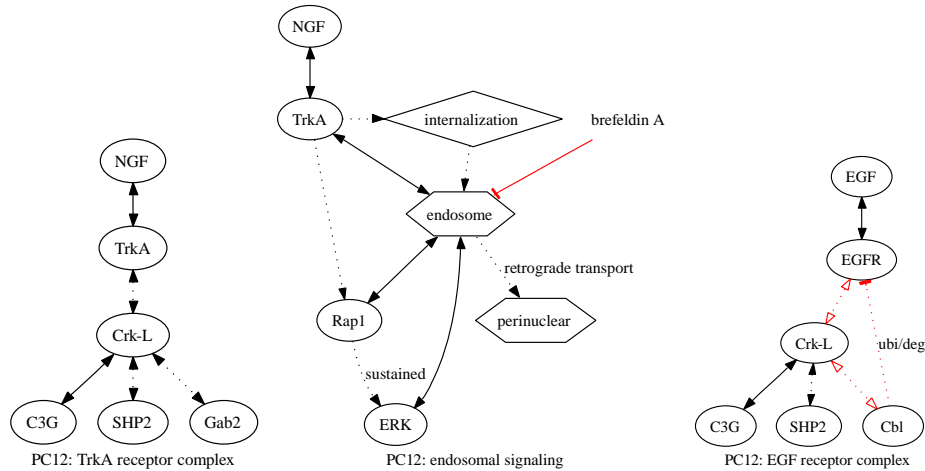 NGF
TrkA
Crk-L
C3G
SHP2
Gab2
PC12: TrkA receptor complex
NGF
TrkA
internalization
brefeldin A
endosome
retrograde transport
Rap1
perinuclear
sustained
ERK
PC12: endosomal signaling
EGF
EGFR
Crk-L
ubi/deg
C3G
SHP2
Cbl
PC12: EGF receptor complex